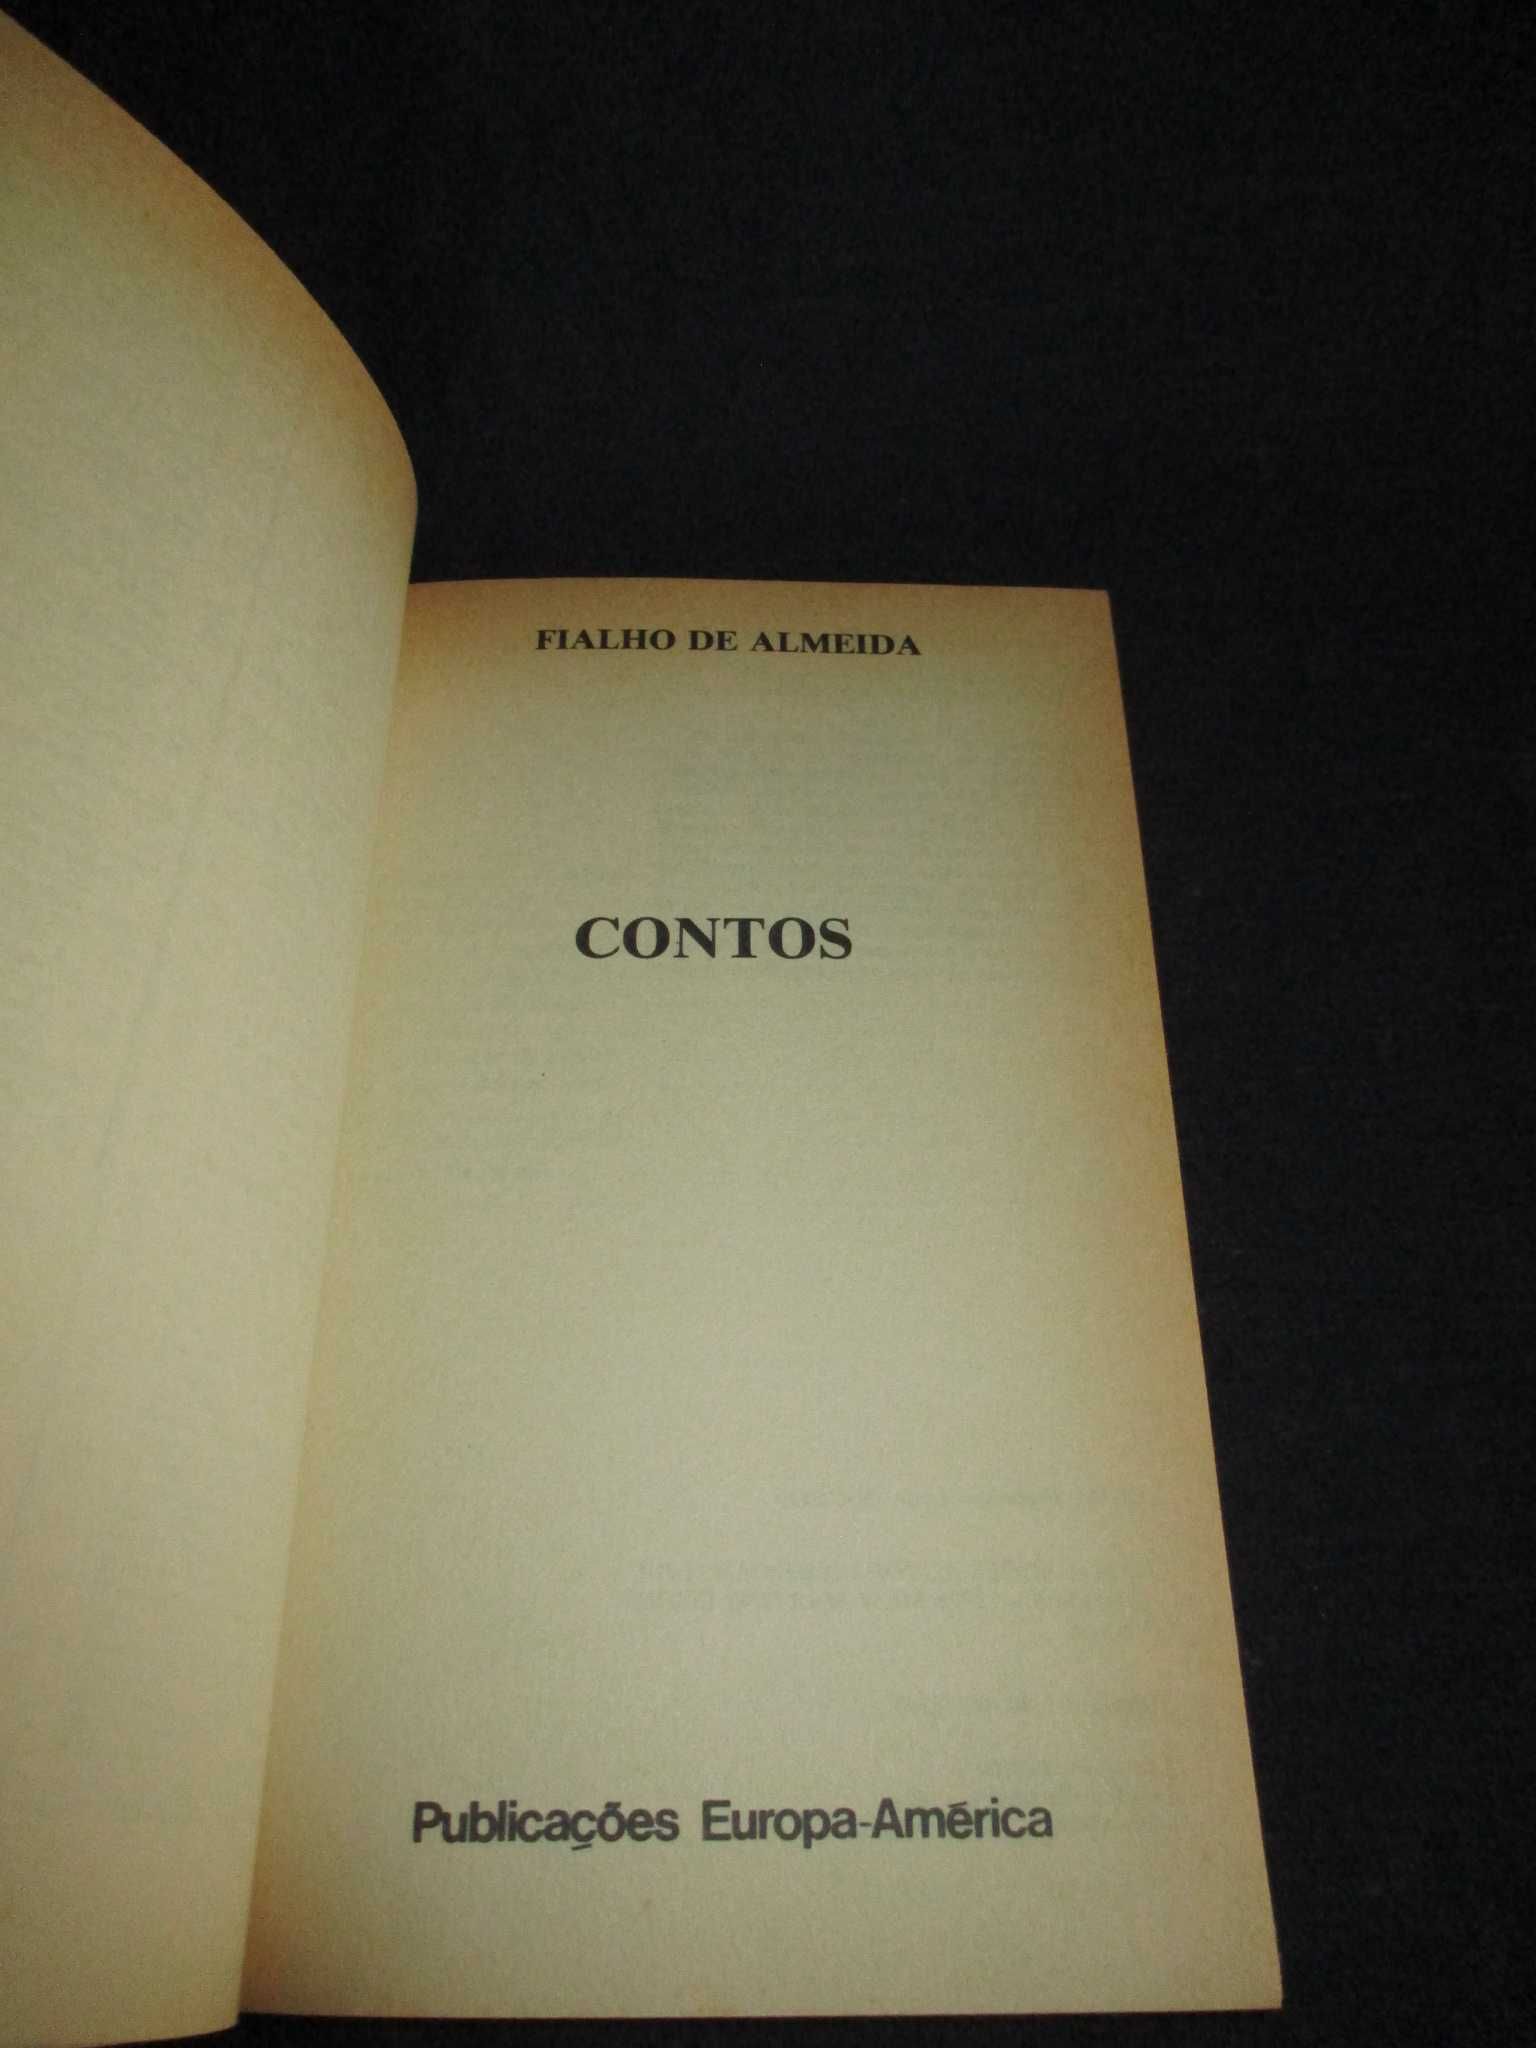 FIALHO DE ALMEIDA
CONTOS
Publicações Europa-América